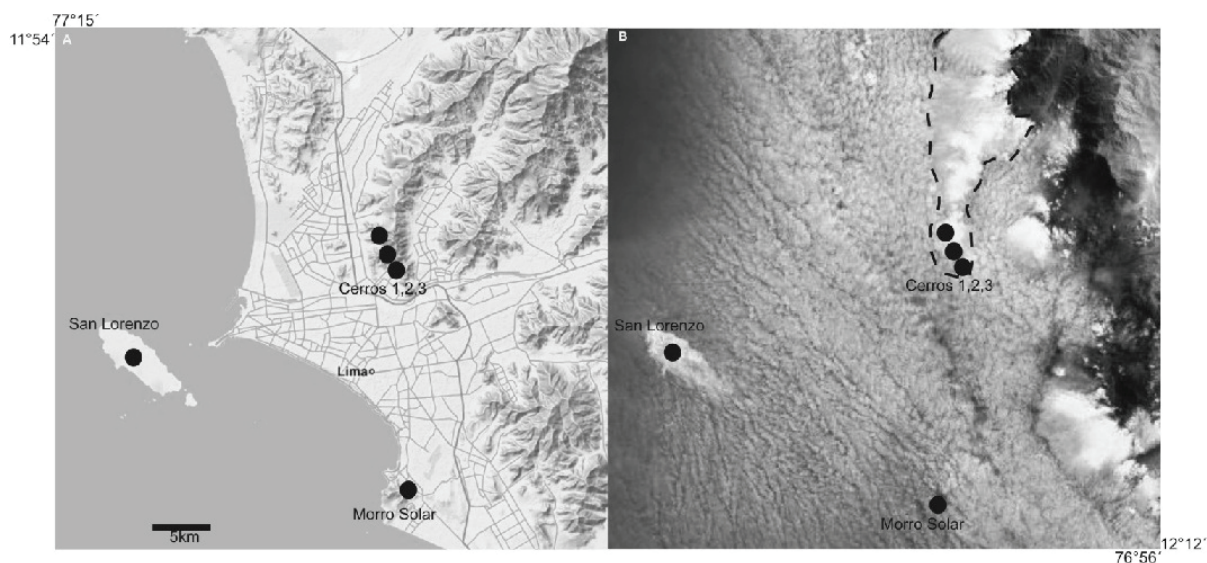 77°15´
11°54´
A
B
Cerros 1,2,3
Cerros 1,2,3
San Lorenzo
San Lorenzo
Lima
Morro Solar
Morro Solar
5km
12°12´
76°56´